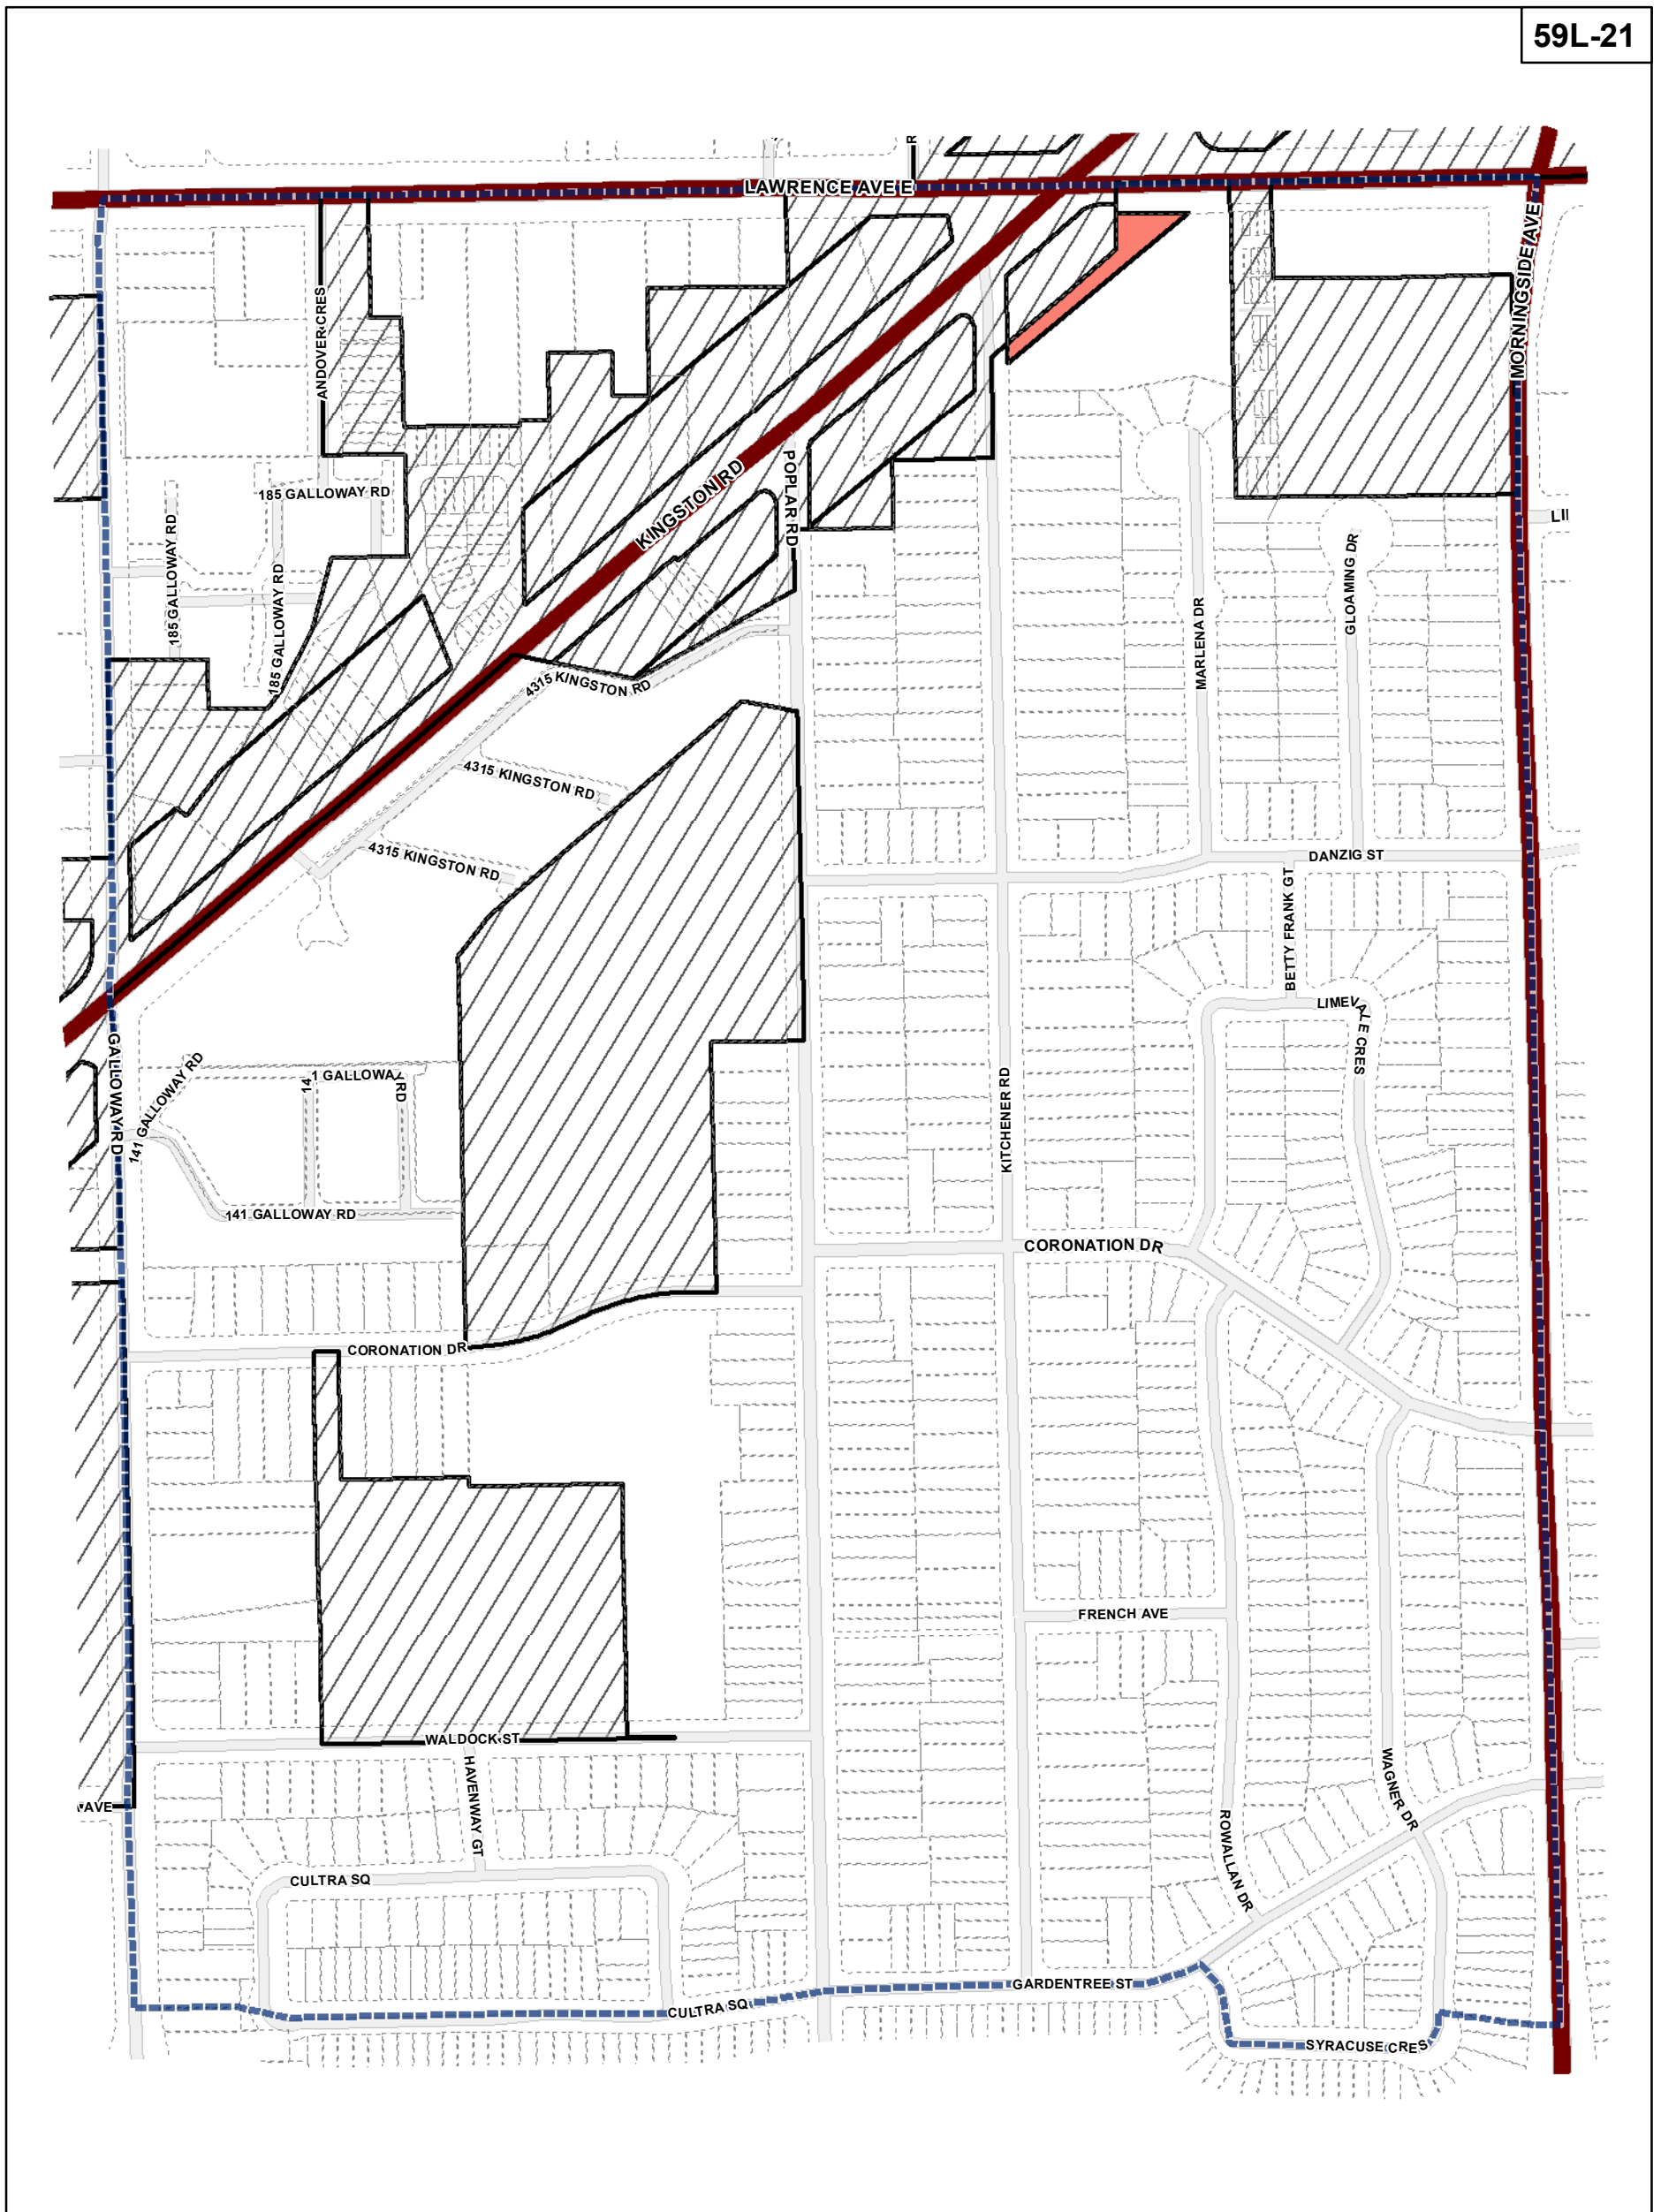 59L-21
R
LAWRENCE AVE E
MORNINGSIDE AVE
ANDOVER CRES
KINGSTON RD
POPLAR RD
185 GALLOWAY RD
185 GALLOWAY RD
185 GALLOWAY RD
LII
GLOAMING DR
MARLENA DR
4315 KINGSTON RD
4315 KINGSTON RD
4315 KINGSTON RD
DANZIG ST
BETTY FRANK GT
LIMEVALE CRES
GALLOWAY RD
141 GALLOWAY RD
141 GALLOWAY RD
141 GALLOWAY RD
KITCHENER RD
CORONATION DR
CORONATION DR
FRENCH AVE
WALDOCK ST
HAVENWAY GT
AVE
WAGNER DR
ROWALLAN DR
CULTRA SQ
CULTRA SQ
GARDENTREE ST
SYRACUSE CRES